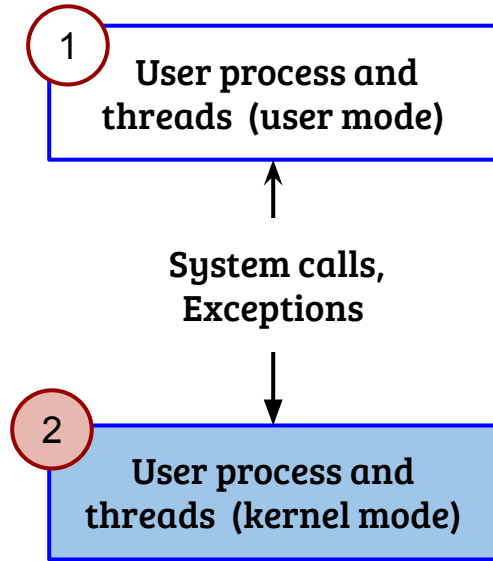 1
User process and
threads (user mode)
System calls,
Exceptions
2
User process and
threads (kernel mode)